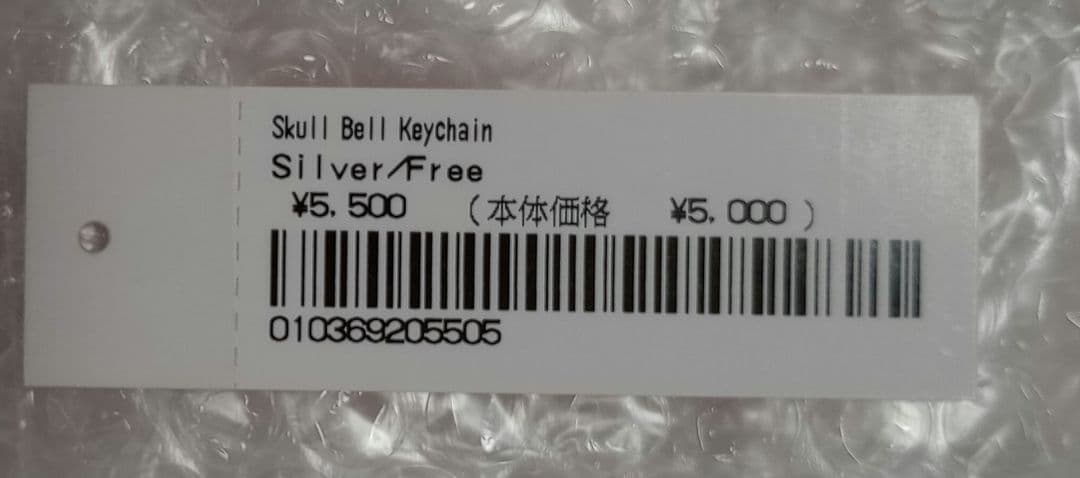 Skull Bell Keychain
Silver/Free
¥5,500 (本体価格 ¥5,000)
010369205505